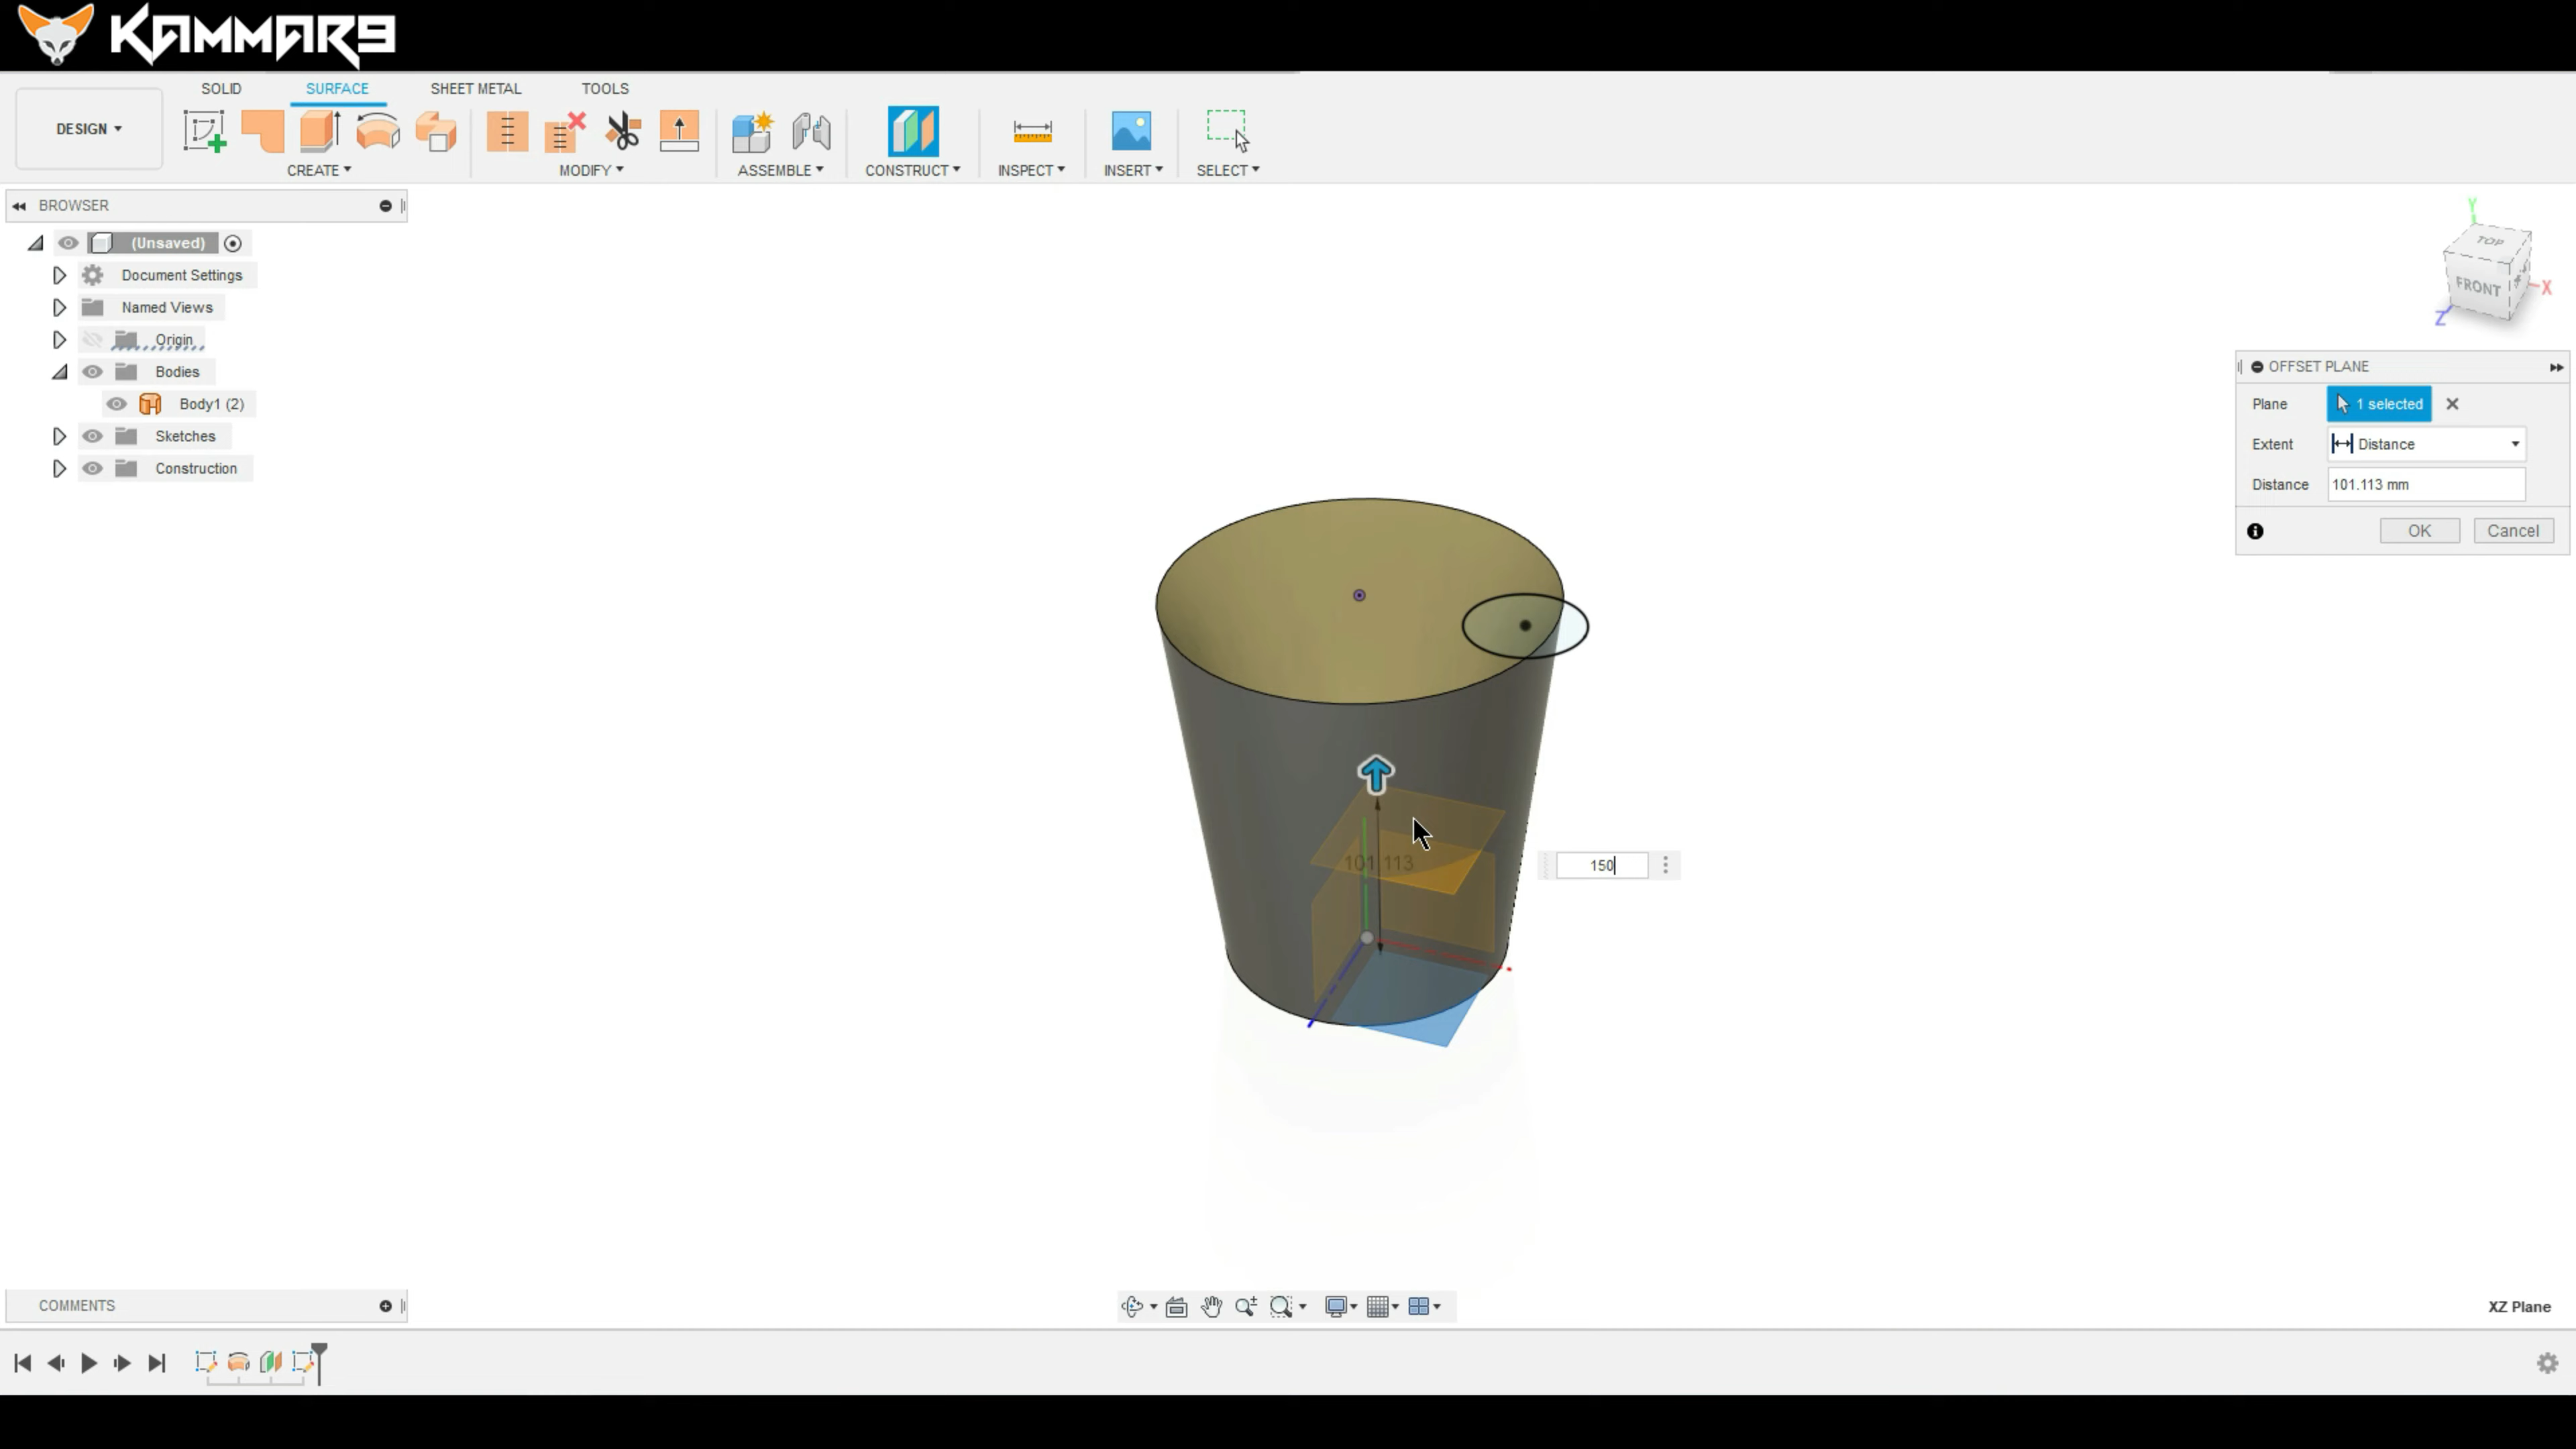 KAMMAR9
SOLID SURFACE SHEET METAL TOOLS
DESIGN
CREATE MODIFY ASSEMBLE CONSTRUCT INSPECT INSERT SELECT
BROWSER
(Unsaved)
Document Settings
Named Views
Origin
Bodies
Body1 (2)
Sketches
Construction
Y
TOP
FRONT
X
Z
OFFSET PLANE
Plane 1 selected
Extent Distance
Distance 101.113 mm
OK Cancel
101.113
150
COMMENTS
XZ Plane